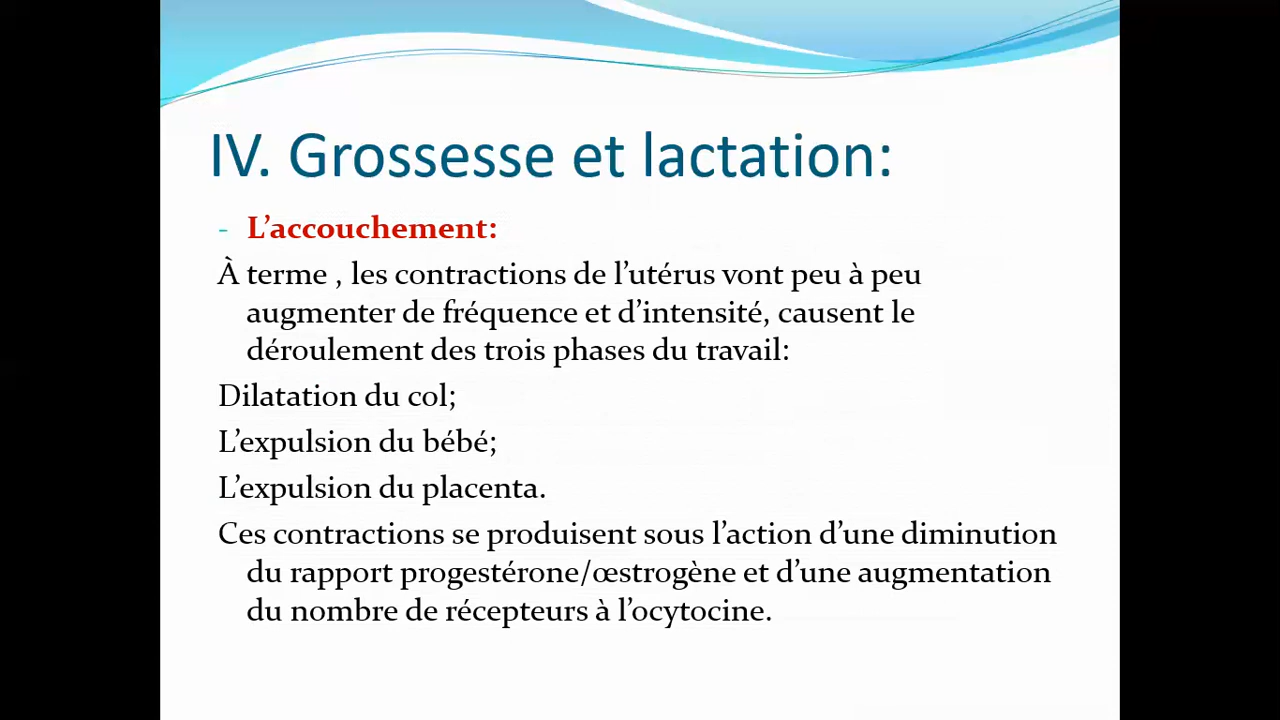 IV. Grossesse et lactation:
- L’accouchement:
À terme , les contractions de l’utérus vont peu à peu
augmenter de fréquence et d’intensité, causent le
déroulement des trois phases du travail:
Dilatation du col;
L’expulsion du bébé;
L’expulsion du placenta.
Ces contractions se produisent sous l’action d’une diminution
du rapport progestérone/œstrogène et d’une augmentation
du nombre de récepteurs à l’ocytocine.